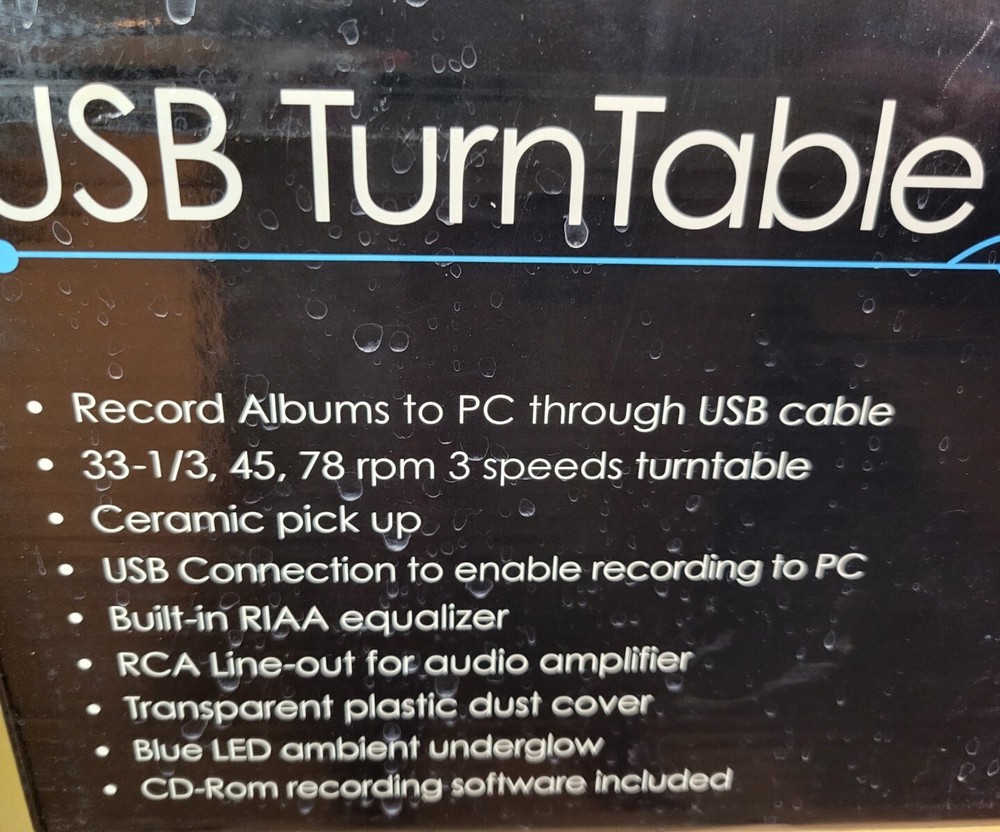 USB TurnTable
• Record Albums to PC through USB cable
• 33-1/3, 45, 78 rpm 3 speeds turntable
• Ceramic pick up
• USB Connection to enable recording to PC
• Built-in RIAA equalizer
• RCA Line-out for audio amplifier
• Transparent plastic dust cover
• Blue LED ambient underglow
• CD-Rom recording software included